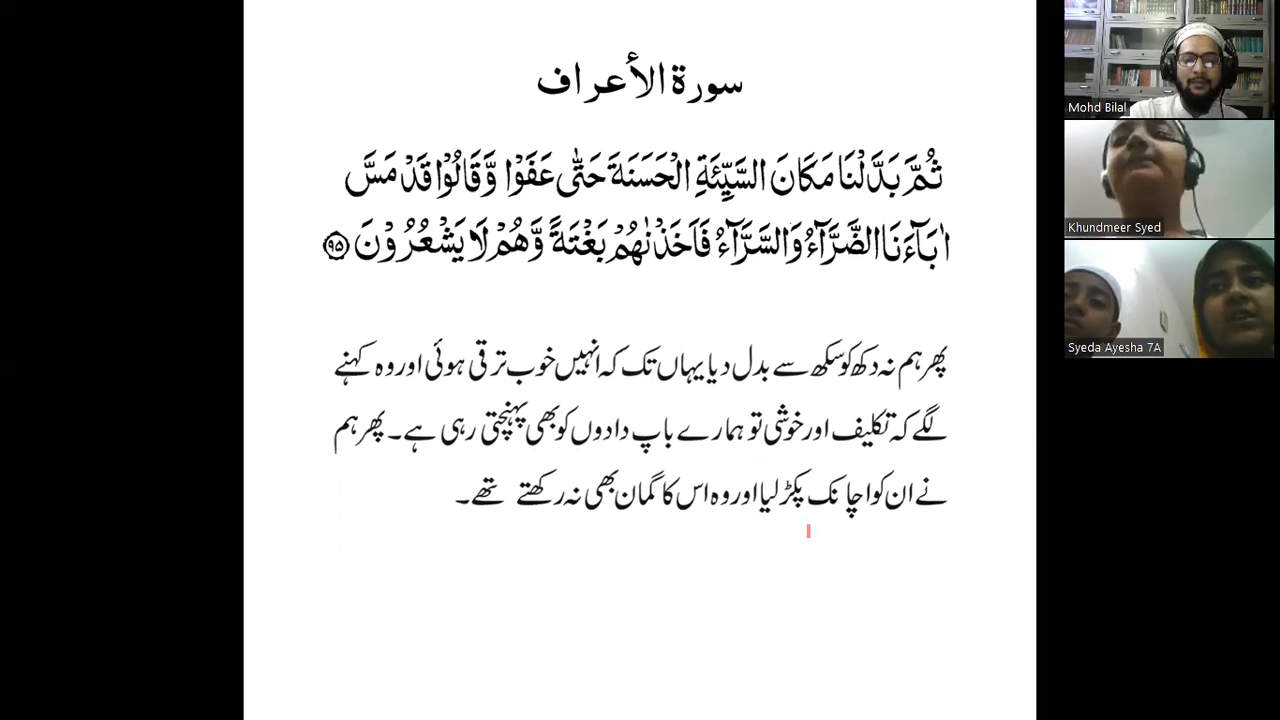 سورة الأعراف
ثُمَّ بَدَّلْنَا مَكَانَ السَّيِّئَةِ الْحَسَنَةَ حَتّٰى عَفَوْا وَّقَالُوْا قَدْ مَسَّ
اٰبَآءَنَا الضَّرَّآءُ وَالسَّرَّآءُ فَاَخَذْنٰهُمْ بَغْتَةً وَّهُمْ لَا يَشْعُرُوْنَ ﴿۹۵﴾
پھر ہم نہ دکھ کو سکھ سے بدل دیا یہاں تک کہ انہیں خوب ترقی ہوئی اور وہ کہنے
لگے کہ تکلیف اور خوشی تو ہمارے باپ دادوں کو بھی پہنچتی رہی ہے۔ پھر ہم
نے ان کو اچانک پکڑ لیا اور وہ اس کا گمان بھی نہ رکھتے تھے۔
Mohd Bilal
Khundmeer Syed
Syeda Ayesha 7A